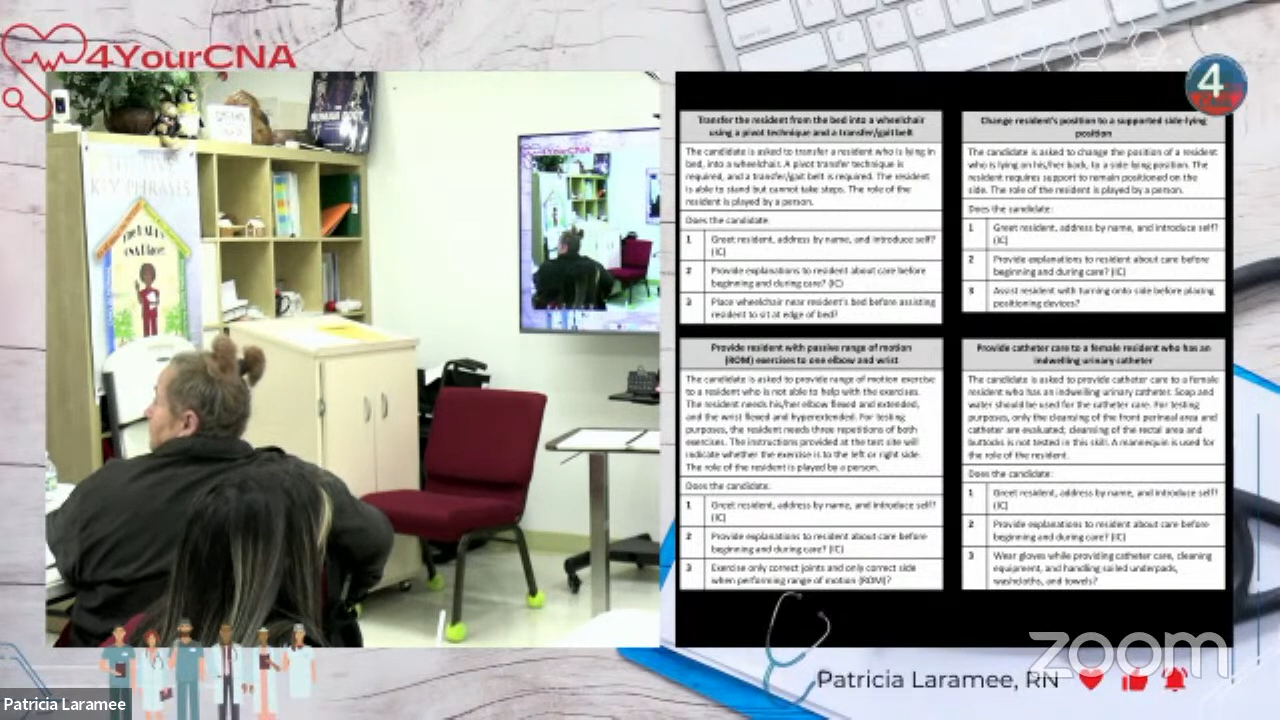 4YourCNA
4
KEY PHRASES
4YourCNA
Transfer the resident from the bed into a wheelchair
using a pivot technique and a transfer/gait belt
The candidate is asked to transfer a resident who is lying in
bed, into a wheelchair. A pivot transfer technique is
required, and a transfer/gait belt is required. The resident
is able to stand but cannot take steps. The role of the
resident is played by a person.
Does the candidate:
1 Greet resident, address by name, and introduce self?
(IC)
2 Provide explanations to resident about care before
beginning and during care? (IC)
3 Place wheelchair near resident's bed before assisting
resident to sit at edge of bed?
Change resident's position to a supported side-lying
position
The candidate is asked to change the position of a resident
who is lying on his/her back, to a side-lying position. The
resident requires support to remain positioned on the
side. The role of the resident is played by a person.
Does the candidate:
1 Greet resident, address by name, and introduce self?
(IC)
2 Provide explanations to resident about care before
beginning and during care? (IC)
3 Assist resident with turning onto side before placing
positioning devices?
Provide resident with passive range of motion
(ROM) exercises to one elbow and wrist
The candidate is asked to provide range of motion exercise
to a resident who is not able to help with the exercises.
The resident needs his/her elbow flexed and extended,
and the wrist flexed and hyperextended. For testing
purposes, the resident needs three repetitions of both
exercises. The instructions provided at the test site will
indicate whether the exercise is to the left or right side.
The role of the resident is played by a person.
Does the candidate:
1 Greet resident, address by name, and introduce self?
(IC)
2 Provide explanations to resident about care before
beginning and during care? (IC)
3 Exercise only correct joints and only correct side
when performing range of motion (ROM)?
Provide catheter care to a female resident who has an
indwelling urinary catheter
The candidate is asked to provide catheter care to a female
resident who has an indwelling urinary catheter. Soap and
water should be used for the catheter care. For testing
purposes, only the cleansing of the front perineal area and
catheter are evaluated; cleansing of the rectal area and
buttocks is not tested in this skill. A mannequin is used for
the role of the resident.
Does the candidate:
1 Greet resident, address by name, and introduce self?
(IC)
2 Provide explanations to resident about care before
beginning and during care? (IC)
3 Wear gloves while providing catheter care, cleaning
equipment, and handling soiled underpads,
washcloths, and towels?
zoom
Patricia Laramee, RN
Patricia Laramee